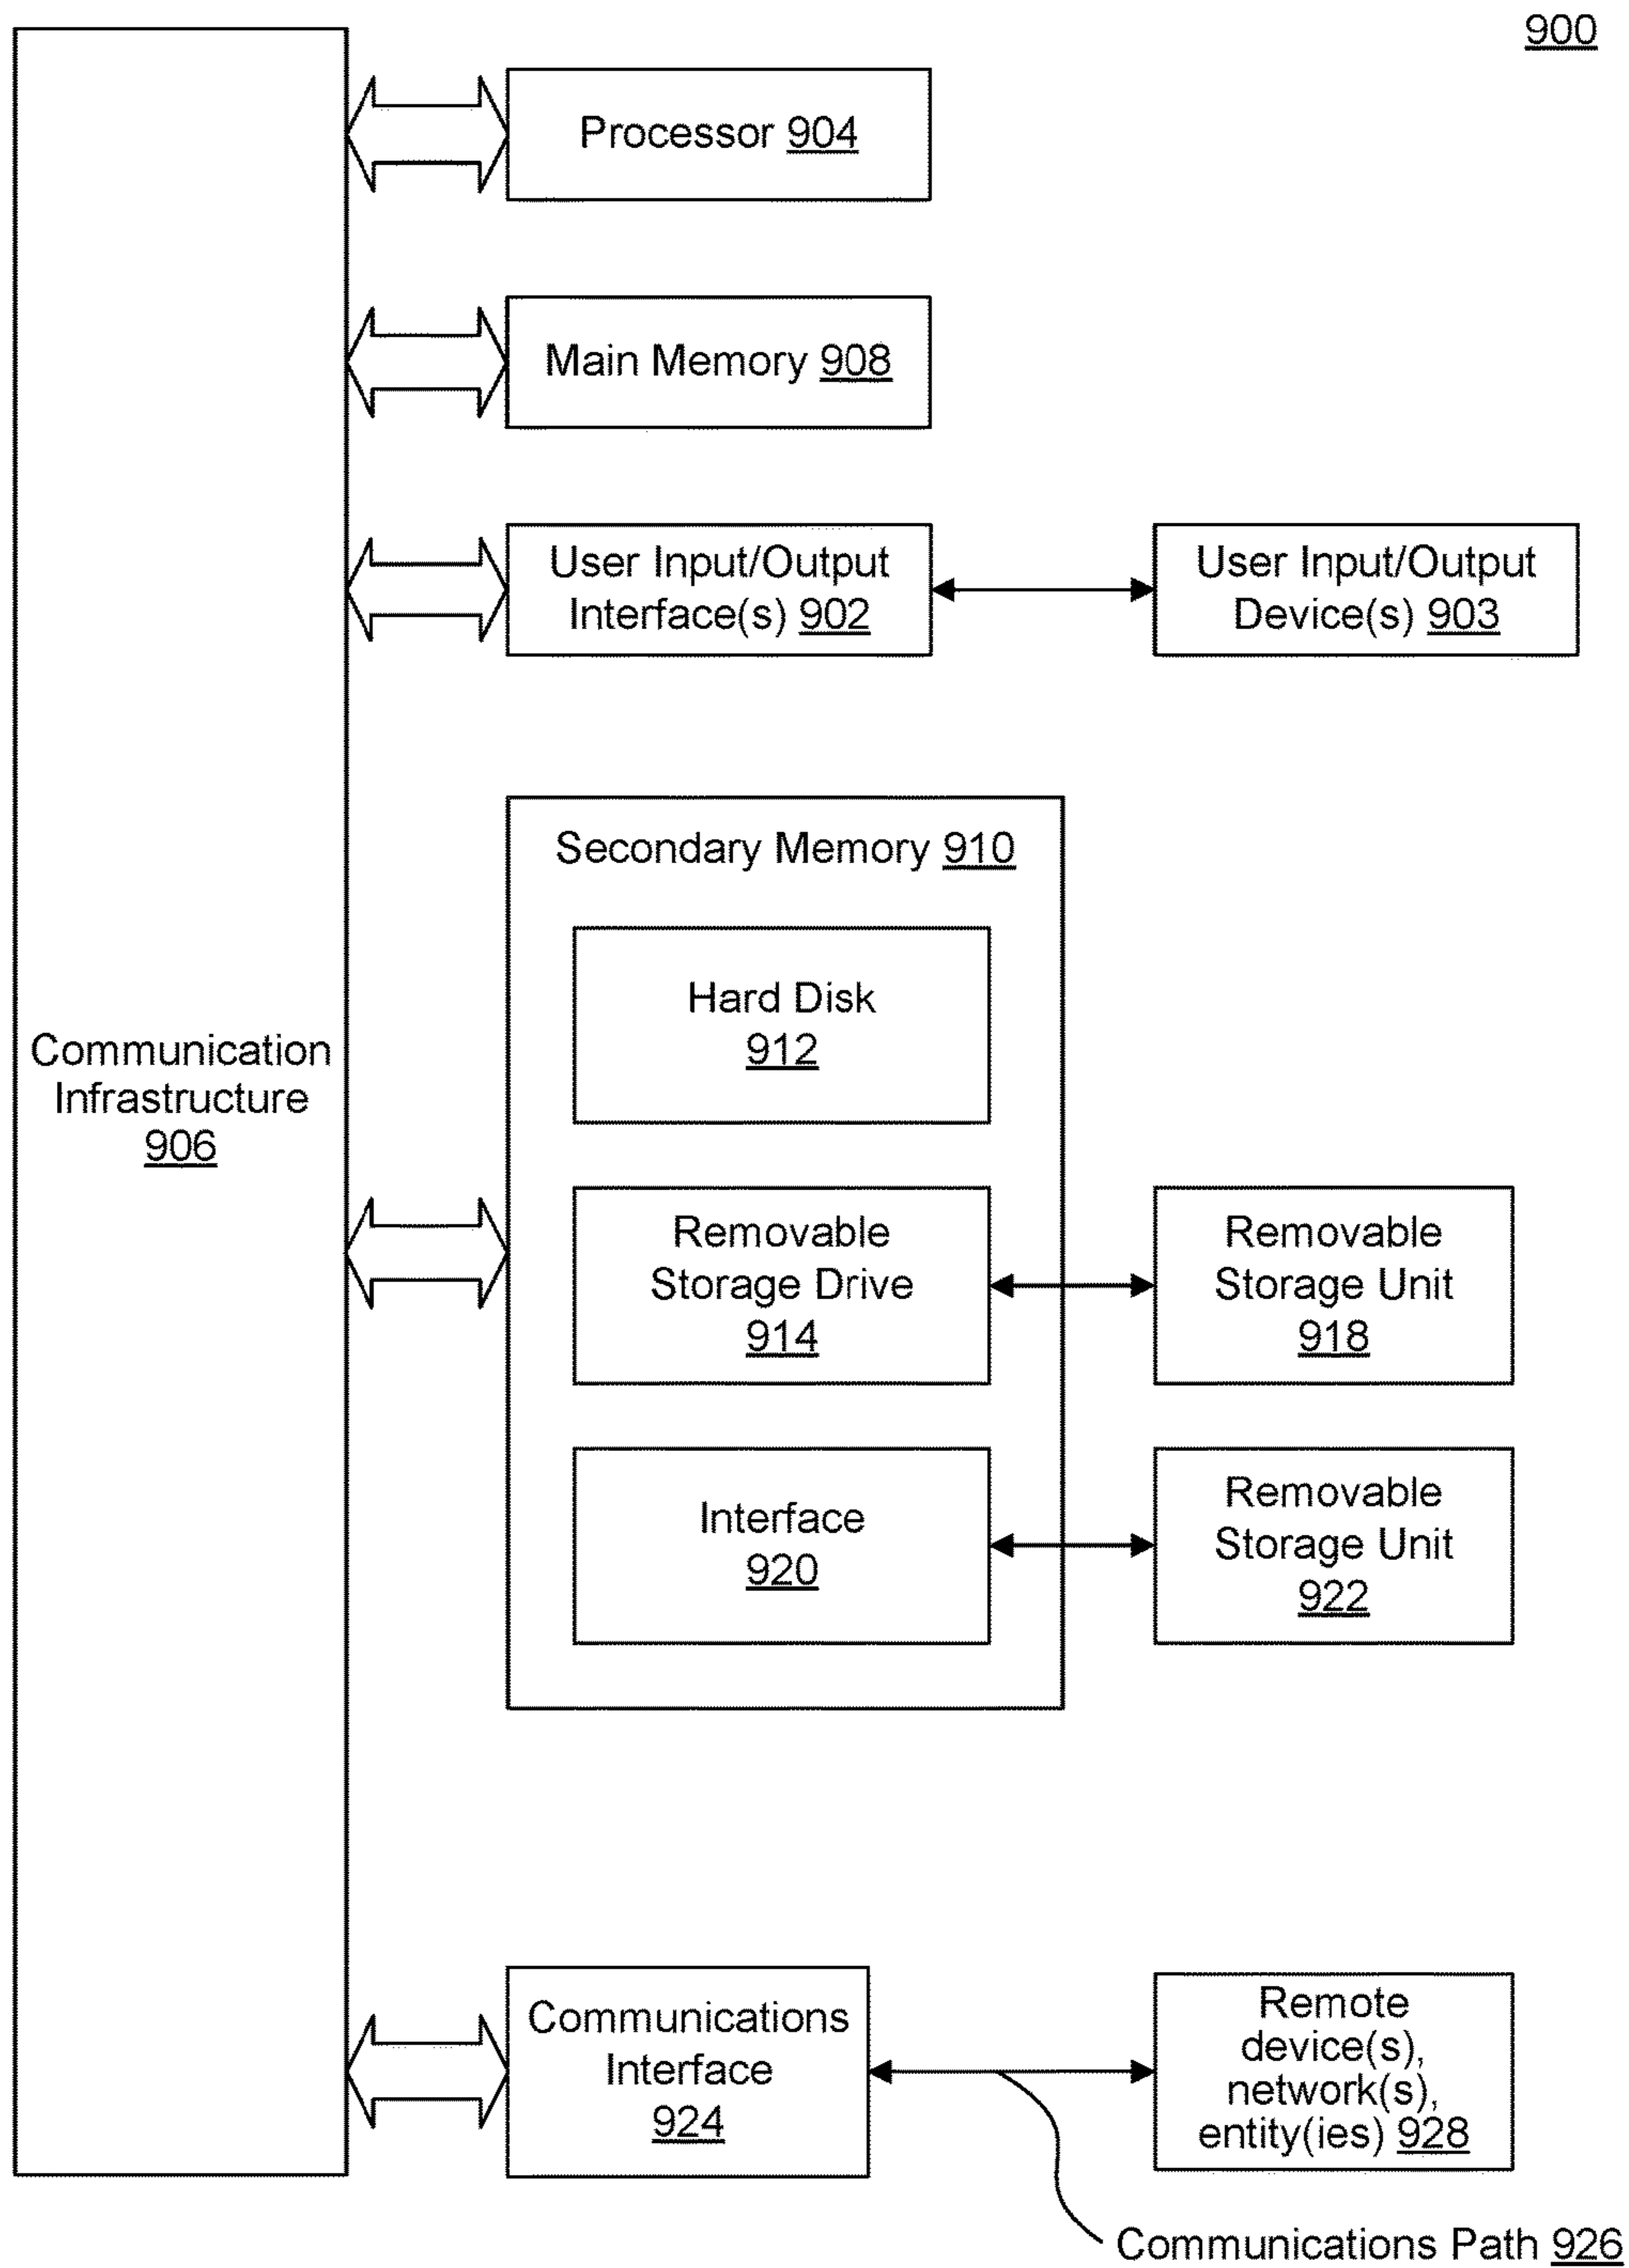 900
Processor 904
Main Memory 908
User Input/Output
Interface(s) 902
User Input/Output
Device(s) 903
Secondary Memory 910
Hard Disk
912
Communication
Infrastructure
906
Removable
Storage Drive
914
Removable
Storage Unit
918
Interface
920
Removable
Storage Unit
922
Communications
Interface
924
Remote
device(s),
network(s),
entity(ies) 928
Communications Path 926